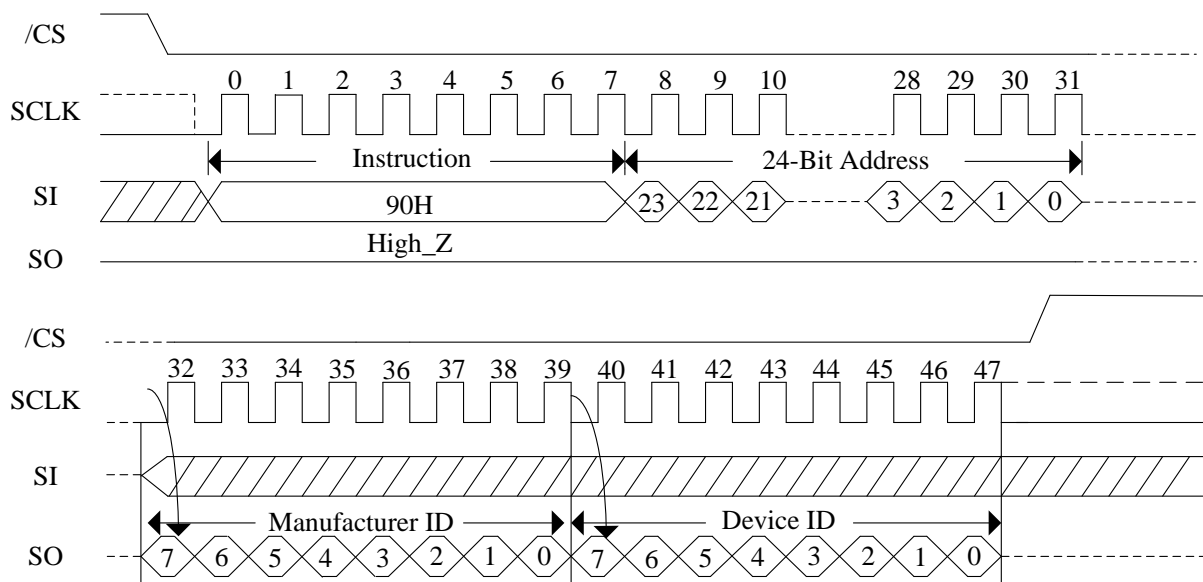 /CS
0 1 2 3 4 5 6 7 8 9 10 28 29 30 31
SCLK
Instruction 24-Bit Address
SI
90H 23 22 21 3 2 1 0
High_Z
SO
/CS
32 33 34 35 36 37 38 39 40 41 42 43 44 45 46 47
SCLK
SI
Manufacturer ID Device ID
SO 7 6 5 4 3 2 1 0 7 6 5 4 3 2 1 0